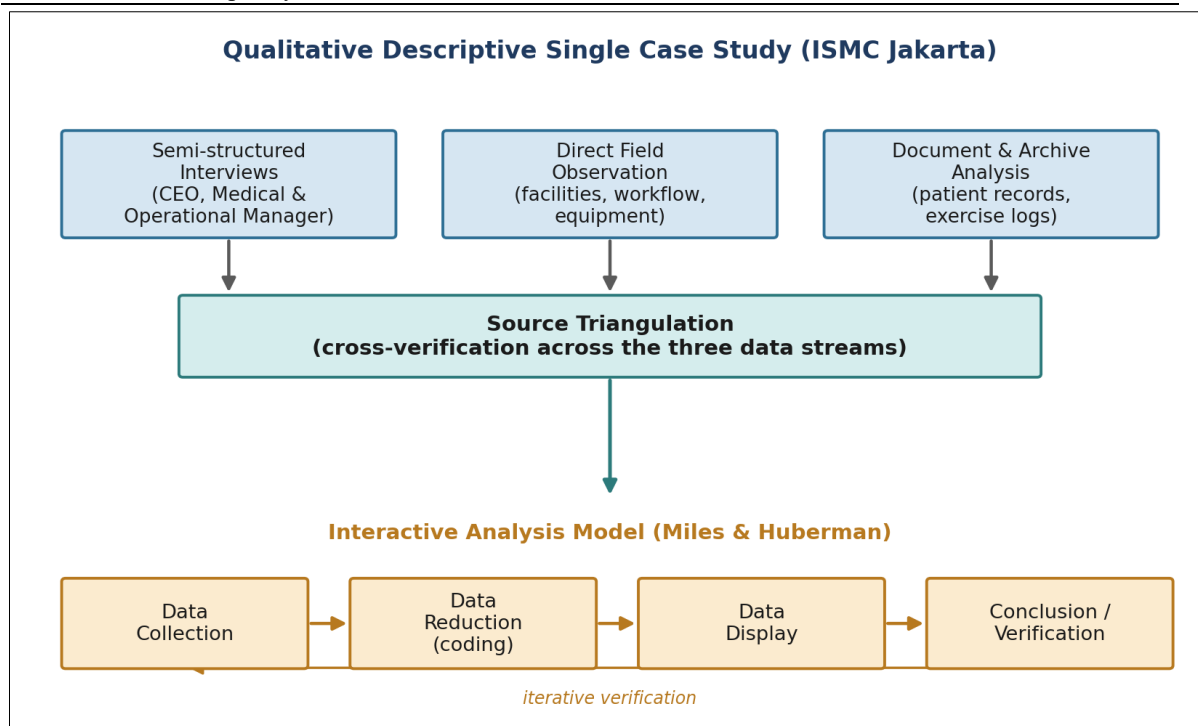 Qualitative Descriptive Single Case Study (ISMC Jakarta)
Semi-structured
Interviews
(CEO, Medical &
Operational Manager)
Direct Field
Observation
(facilities, workflow,
equipment)
Document & Archive
Analysis
(patient records,
exercise logs)
Source Triangulation
(cross-verification across the three data streams)
Interactive Analysis Model (Miles & Huberman)
Data
Collection
Data
Reduction
(coding)
Data
Display
Conclusion /
Verification
iterative verification